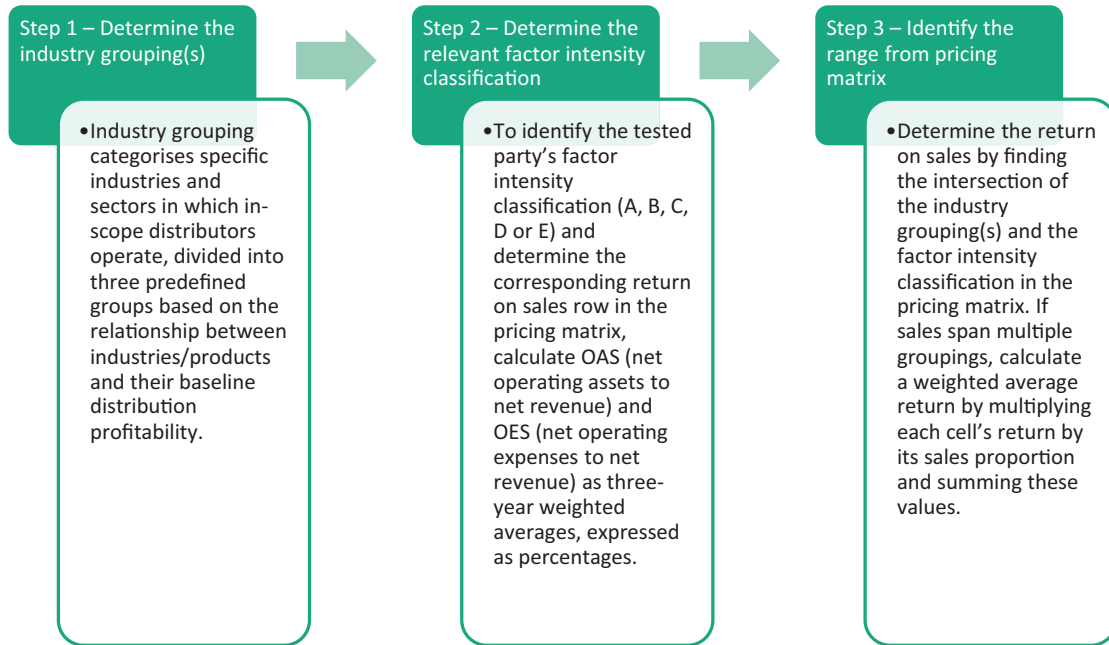 Step 1 – Determine the
industry grouping(s)
•Industry grouping
categorises specific
industries and
sectors in which in-
scope distributors
operate, divided into
three predefined
groups based on the
relationship between
industries/products
and their baseline
distribution
profitability.
Step 2 – Determine the
relevant factor intensity
classification
•To identify the tested
party’s factor
intensity
classification (A, B, C,
D or E) and
determine the
corresponding return
on sales row in the
pricing matrix,
calculate OAS (net
operating assets to
net revenue) and
OES (net operating
expenses to net
revenue) as three-
year weighted
averages, expressed
as percentages.
Step 3 – Identify the
range from pricing
matrix
•Determine the return
on sales by finding
the intersection of
the industry
grouping(s) and the
factor intensity
classification in the
pricing matrix. If
sales span multiple
groupings, calculate
a weighted average
return by multiplying
each cell’s return by
its sales proportion
and summing these
values.